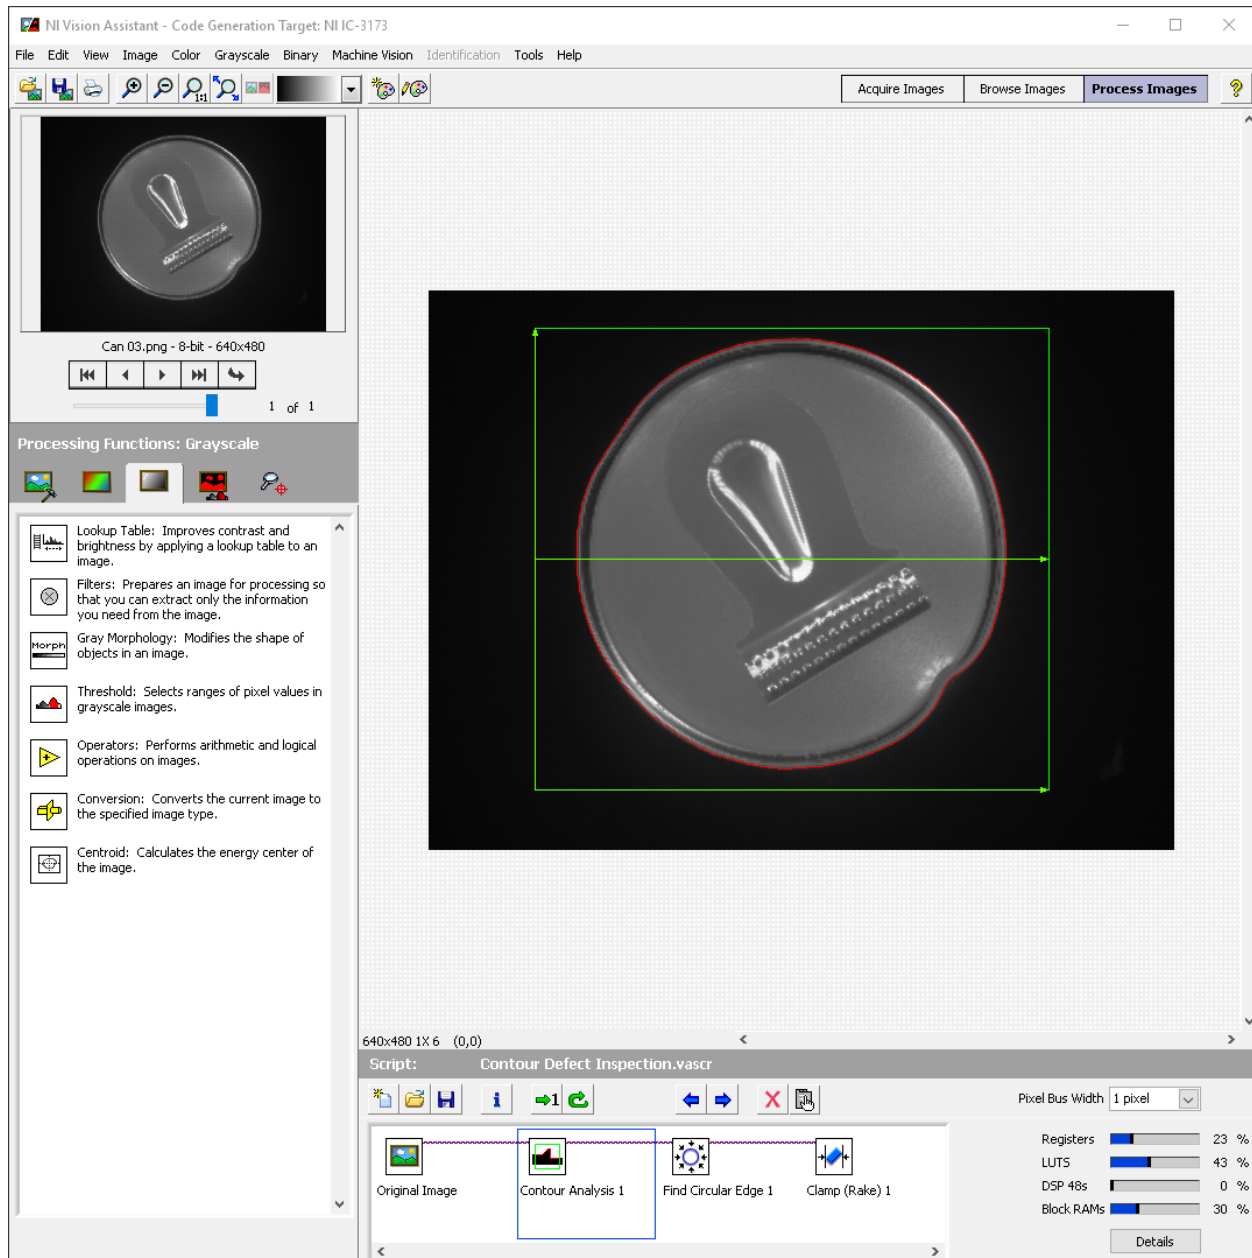 NI Vision Assistant - Code Generation Target: NI IC-3173
File Edit View Image Color Grayscale Binary Machine Vision Identification Tools Help
1:1
Acquire Images Browse Images Process Images ?
Can 03.png - 8-bit - 640x480
1 of 1
Processing Functions: Grayscale
Lookup Table: Improves contrast and
brightness by applying a lookup table to an
image.
Filters: Prepares an image for processing so
that you can extract only the information
you need from the image.
Morph
Gray Morphology: Modifies the shape of
objects in an image.
Threshold: Selects ranges of pixel values in
grayscale images.
Operators: Performs arithmetic and logical
operations on images.
Conversion: Converts the current image to
the specified image type.
Centroid: Calculates the energy center of
the image.
640x480 1X 6 (0,0)
Script: Contour Defect Inspection.vascr
i
1
Pixel Bus Width 1 pixel
Original Image
Contour Analysis 1
Find Circular Edge 1
Clamp (Rake) 1
Registers 23 %
LUTS 43 %
DSP 48s 0 %
Block RAMs 30 %
Details